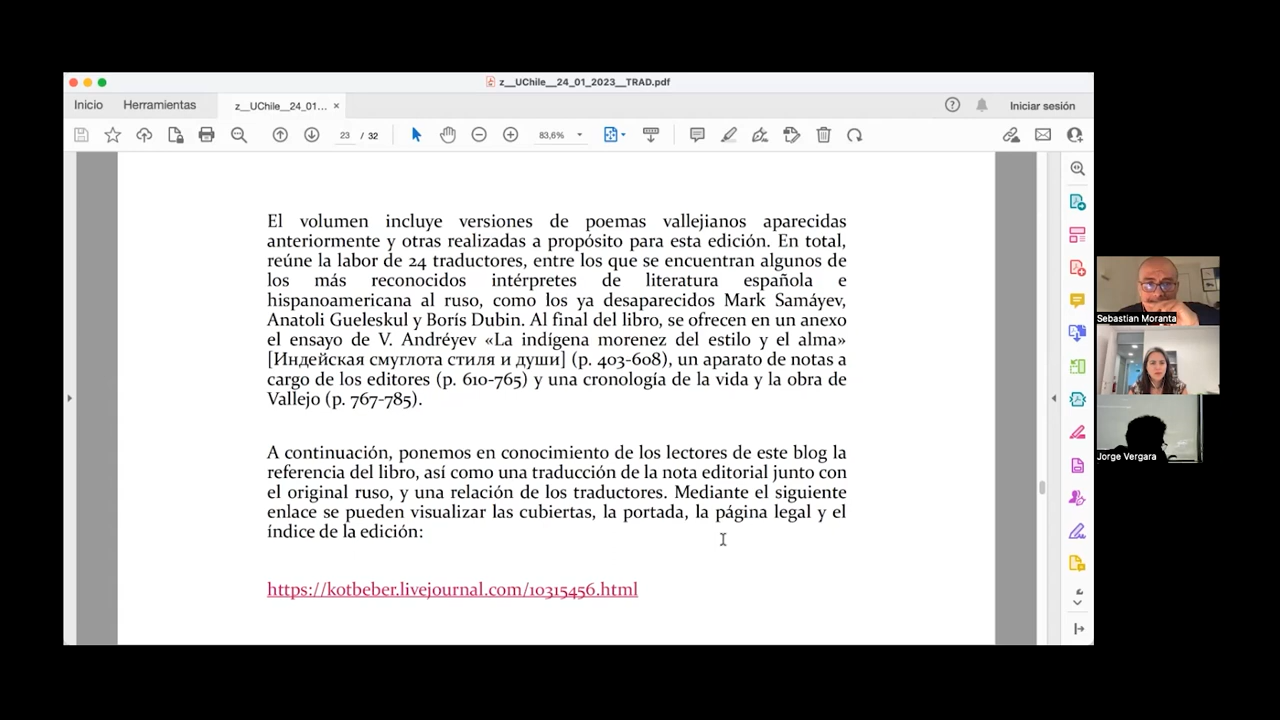 z__UChile__24_01_2023__TRAD.pdf
Inicio
Herramientas
z__UChile__24_01... ×
Iniciar sesión
23 / 32
83,6%
El volumen incluye versiones de poemas vallejianos aparecidas
anteriormente y otras realizadas a propósito para esta edición. En total,
reúne la labor de 24 traductores, entre los que se encuentran algunos de
los más reconocidos intérpretes de literatura española e
hispanoamericana al ruso, como los ya desaparecidos Mark Samáyev,
Anatoli Gueleskul y Borís Dubin. Al final del libro, se ofrecen en un anexo
el ensayo de V. Andréyev «La indígena morenez del estilo y el alma»
[Индейская смуглота стиля и души] (p. 403-608), un aparato de notas a
cargo de los editores (p. 610-765) y una cronología de la vida y la obra de
Vallejo (p. 767-785).
A continuación, ponemos en conocimiento de los lectores de este blog la
referencia del libro, así como una traducción de la nota editorial junto con
el original ruso, y una relación de los traductores. Mediante el siguiente
enlace se pueden visualizar las cubiertas, la portada, la página legal y el
índice de la edición:
https://kotbeber.livejournal.com/10315456.html
Sebastian Moranta
Jorge Vergara